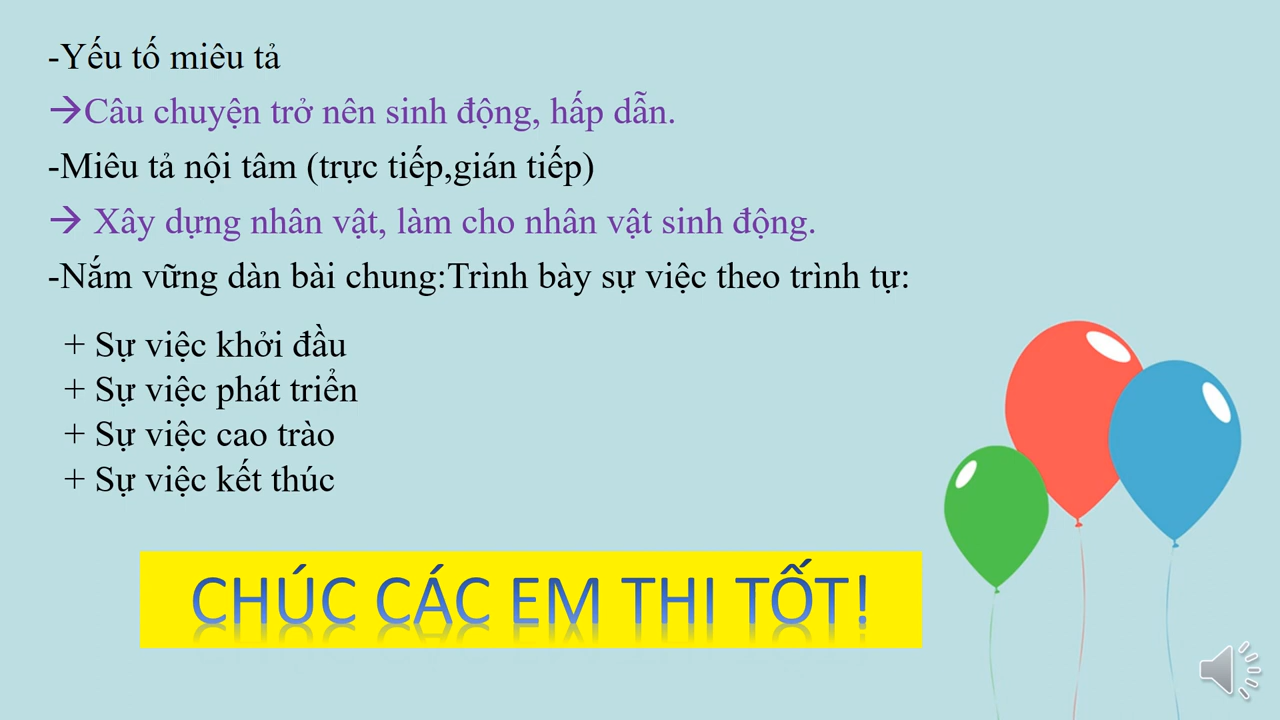 -Yếu tố miêu tả
→Câu chuyện trở nên sinh động, hấp dẫn.
-Miêu tả nội tâm (trực tiếp,gián tiếp)
→ Xây dựng nhân vật, làm cho nhân vật sinh động.
-Nắm vững dàn bài chung:Trình bày sự việc theo trình tự:
+ Sự việc khởi đầu
+ Sự việc phát triển
+ Sự việc cao trào
+ Sự việc kết thúc
CHÚC CÁC EM THI TỐT!